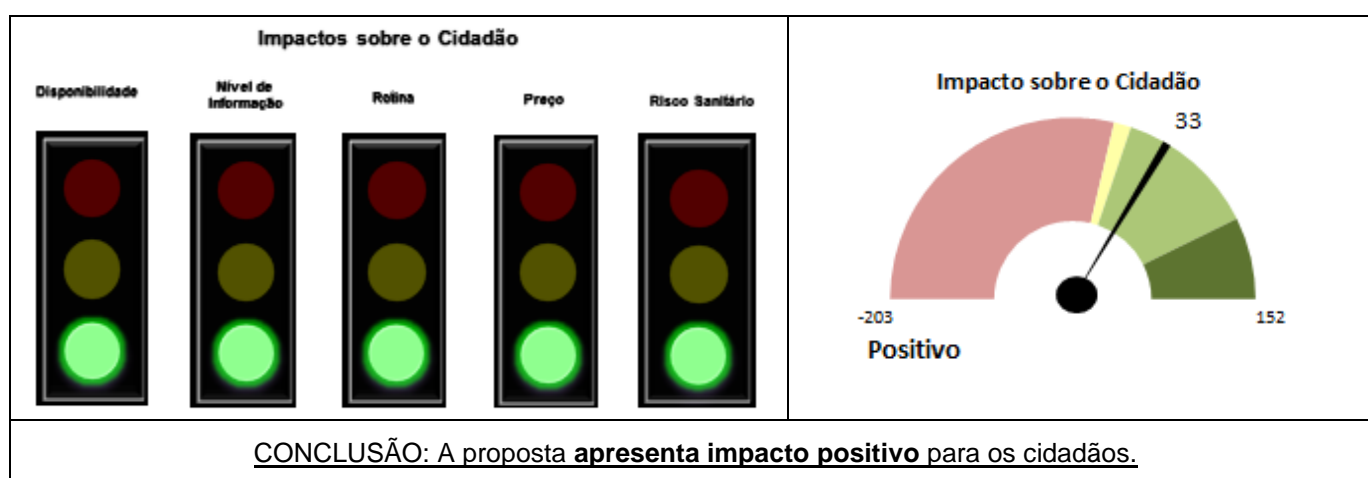 Impactos sobre o Cidadão
Disponibilidade
Nível de
Informação
Rotina
Preço
Risco Sanitário
Impacto sobre o Cidadão
33
-203
152
Positivo
CONCLUSÃO: A proposta apresenta impacto positivo para os cidadãos.